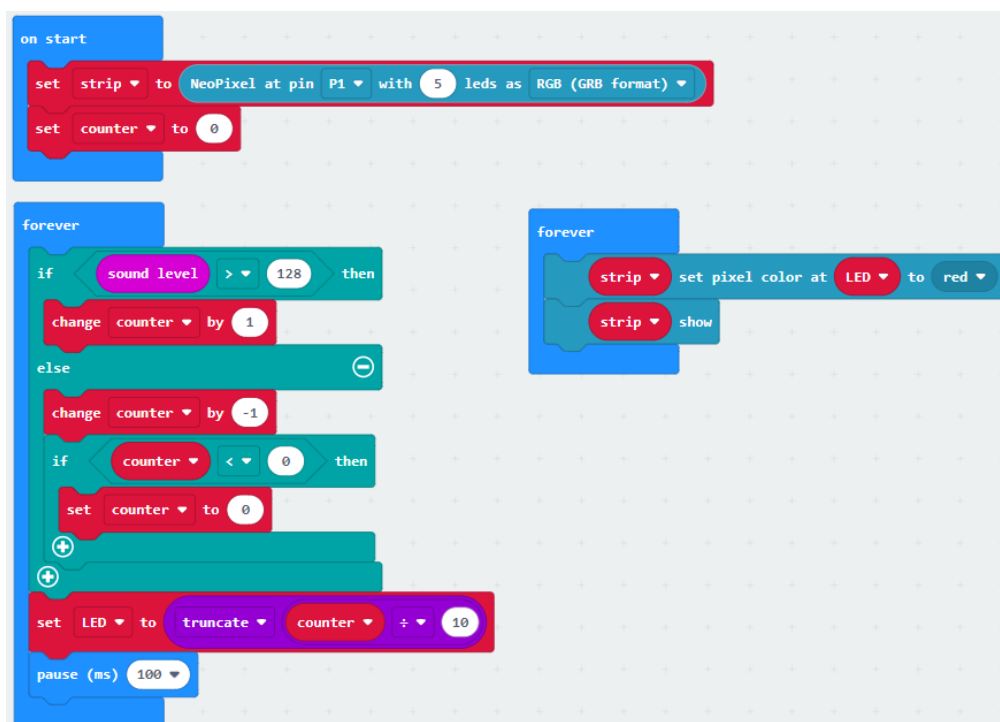 on start
set strip to NeoPixel at pin P1 with 5 leds as RGB (GRB format)
set counter to 0
forever
if sound level > 128 then
change counter by 1
else
change counter by -1
if counter < 0 then
set counter to 0
set LED to truncate counter ÷ 10
pause (ms) 100
forever
strip set pixel color at LED to red
strip show